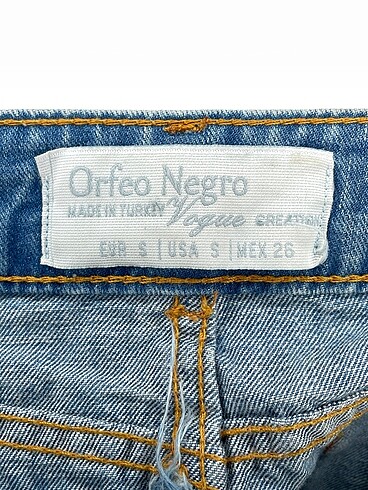 Orfeo Negro
MADE IN TURKEY Vogue CREATIONS
EUR S | USA S | MEX 26